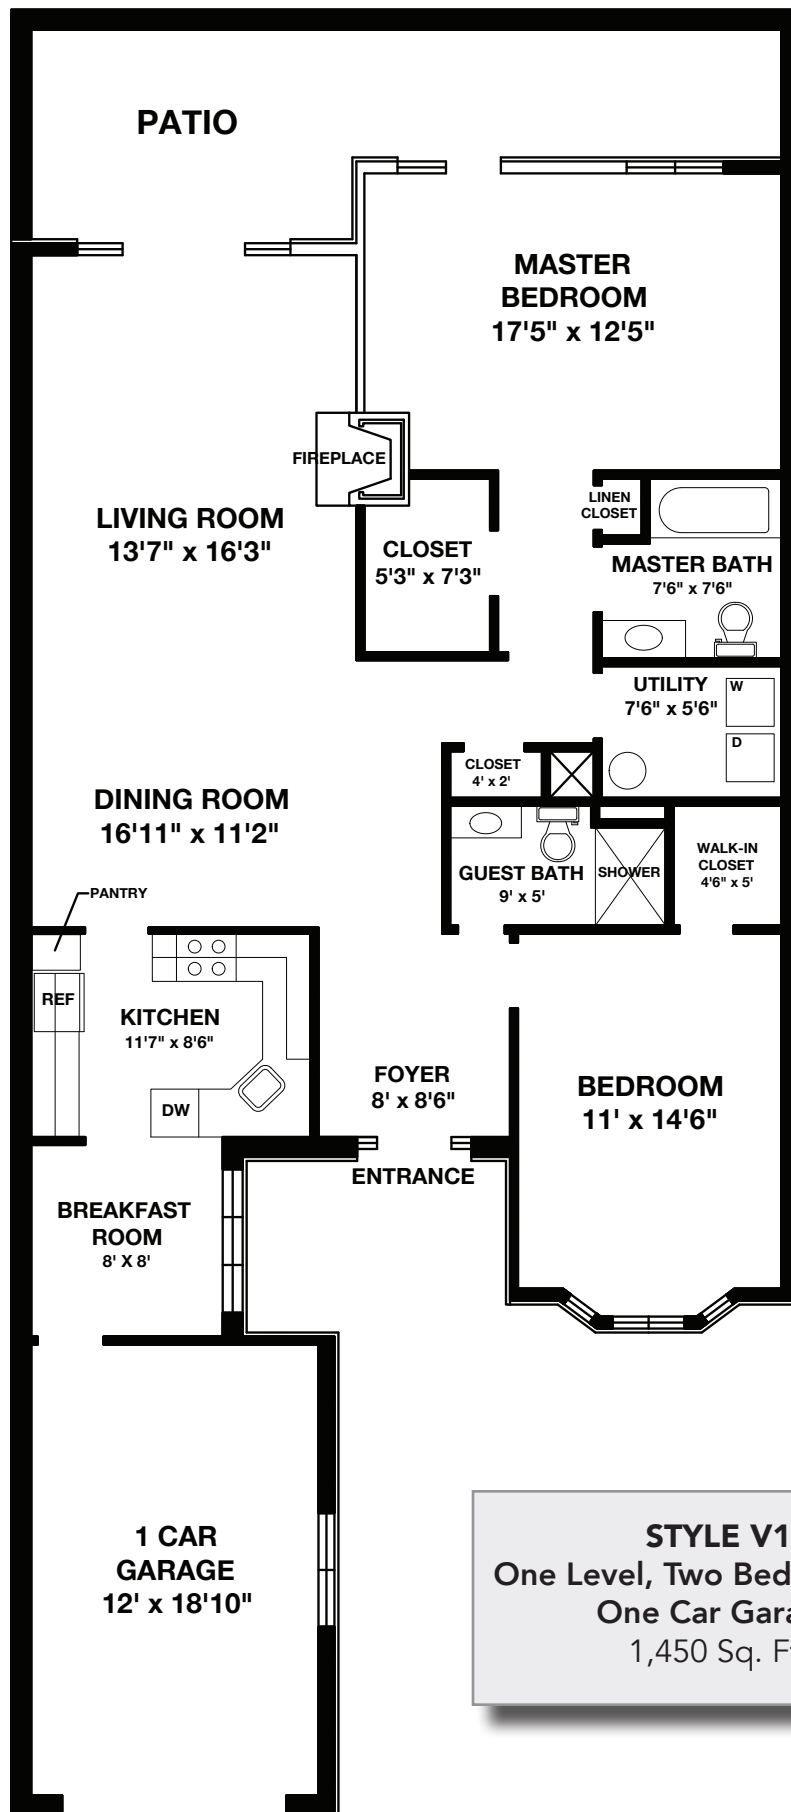 PATIO
MASTER
BEDROOM
17'5" x 12'5"
FIREPLACE
LIVING ROOM
13'7" x 16'3"
CLOSET
5'3" x 7'3"
LINEN
CLOSET
MASTER BATH
7'6" x 7'6"
UTILITY
7'6" x 5'6"
W
D
CLOSET
4' x 2'
DINING ROOM
16'11" x 11'2"
GUEST BATH
9' x 5'
SHOWER
WALK-IN
CLOSET
4'6" x 5'
PANTRY
REF
KITCHEN
11'7" x 8'6"
DW
FOYER
8' x 8'6"
BEDROOM
11' x 14'6"
ENTRANCE
BREAKFAST
ROOM
8' X 8'
1 CAR
GARAGE
12' x 18'10"
STYLE V1
One Level, Two Bed
One Car Gara
1,450 Sq. F